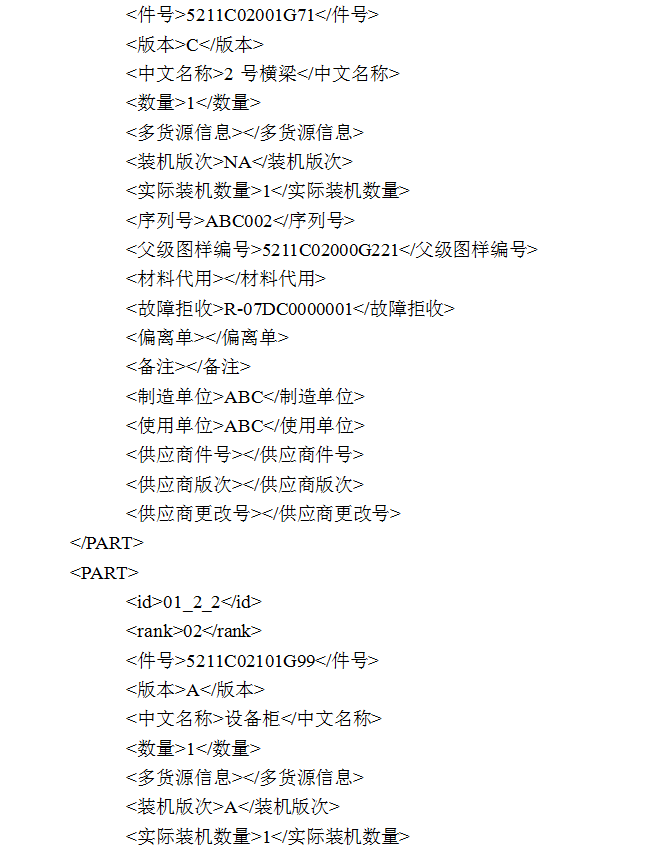 <件号>5211C02001G71</件号>
<版本>C</版本>
<中文名称>2 号横梁</中文名称>
<数量>1</数量>
<多货源信息></多货源信息>
<装机版次>NA</装机版次>
<实际装机数量>1</实际装机数量>
<序列号>ABC002</序列号>
<父级图样编号>5211C02000G221</父级图样编号>
<材料代用></材料代用>
<故障拒收>R-07DC0000001</故障拒收>
<偏离单></偏离单>
<备注></备注>
<制造单位>ABC</制造单位>
<使用单位>ABC</使用单位>
<供应商件号></供应商件号>
<供应商版次></供应商版次>
<供应商更改号></供应商更改号>
</PART>
<PART>
<id>01_2_2</id>
<rank>02</rank>
<件号>5211C02101G99</件号>
<版本>A</版本>
<中文名称>设备柜</中文名称>
<数量>1</数量>
<多货源信息></多货源信息>
<装机版次>A</装机版次>
<实际装机数量>1</实际装机数量>